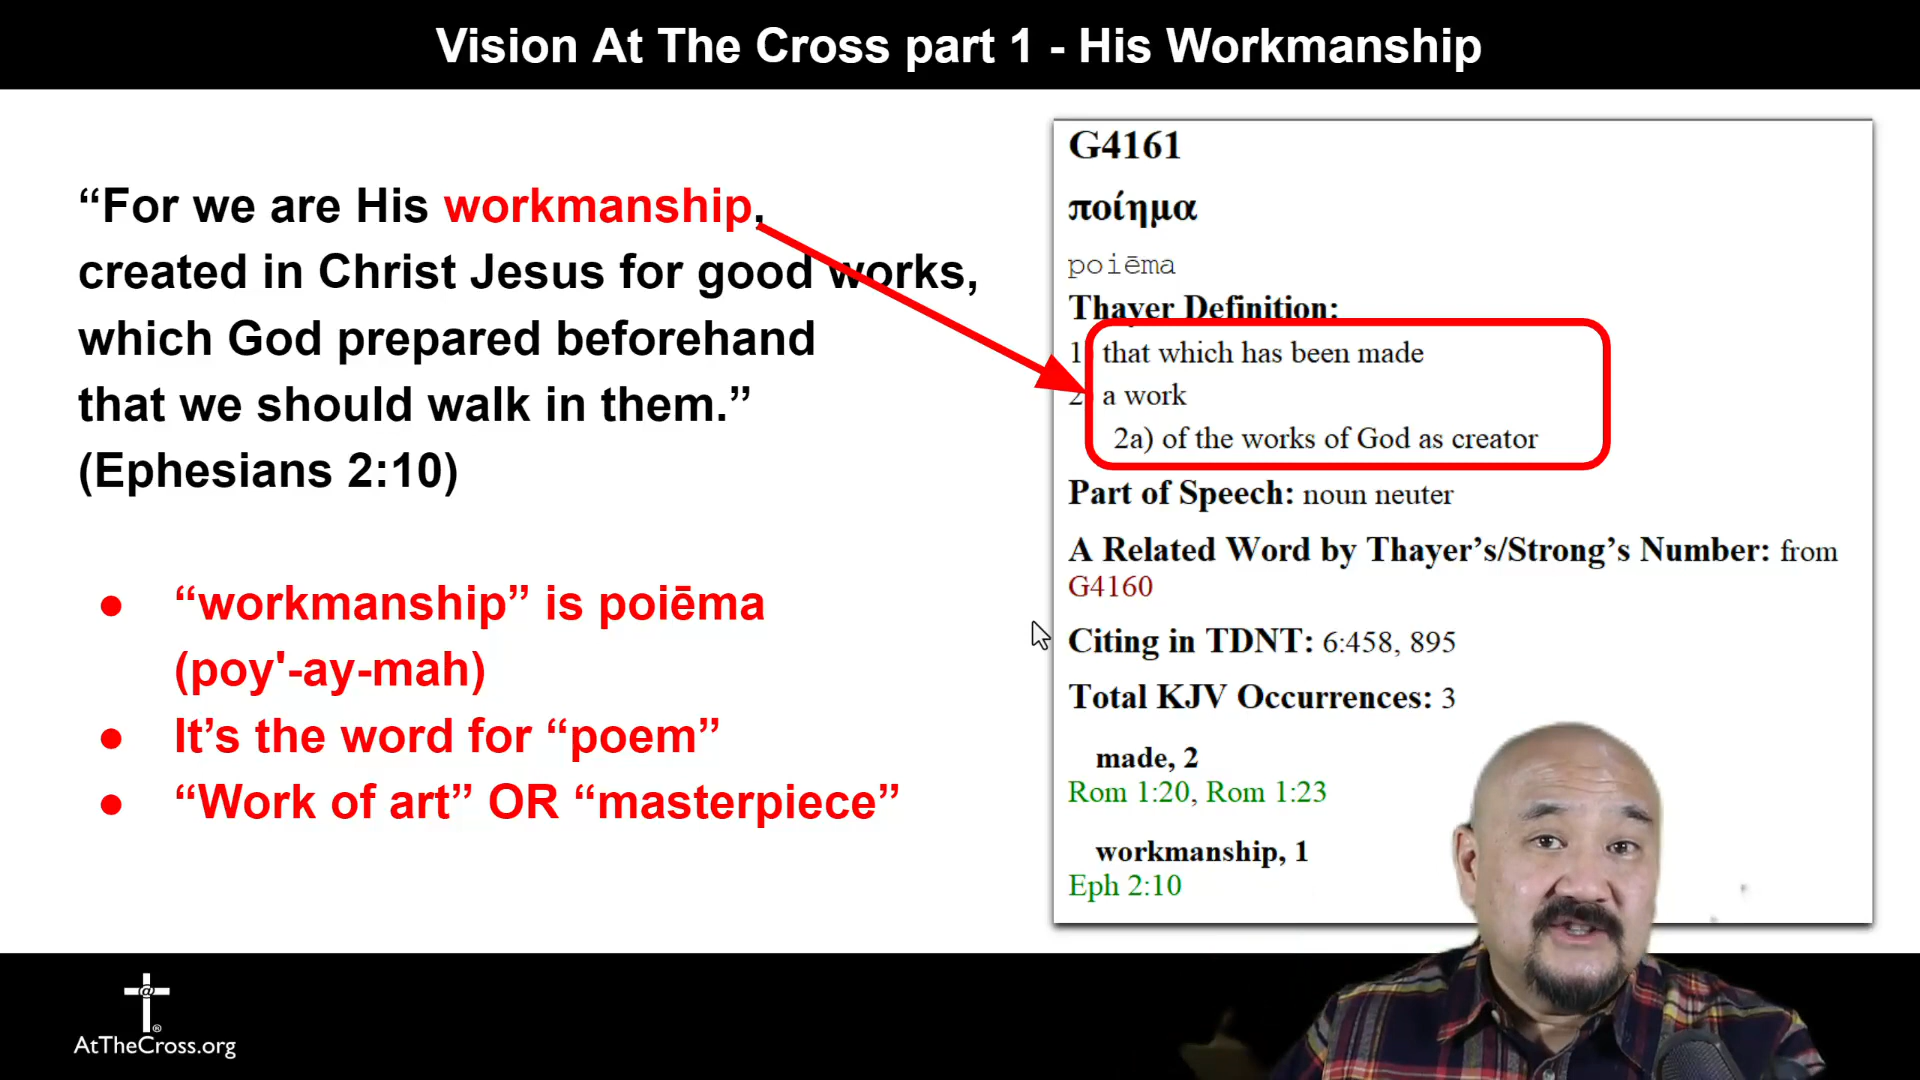 Vision At The Cross part 1 - His Workmanship
“For we are His workmanship,
created in Christ Jesus for good works,
which God prepared beforehand
that we should walk in them.”
(Ephesians 2:10)
● “workmanship” is poiēma
(poy'-ay-mah)
● It’s the word for “poem”
● “Work of art” OR “masterpiece”
G4161
ποίημα
poiēma
Thayer Definition:
1) that which has been made
2) a work
2a) of the works of God as creator
Part of Speech: noun neuter
A Related Word by Thayer’s/Strong’s Number: from
G4160
Citing in TDNT: 6:458, 895
Total KJV Occurrences: 3
made, 2
Rom 1:20, Rom 1:23
workmanship, 1
Eph 2:10
@
®
AtTheCross.org